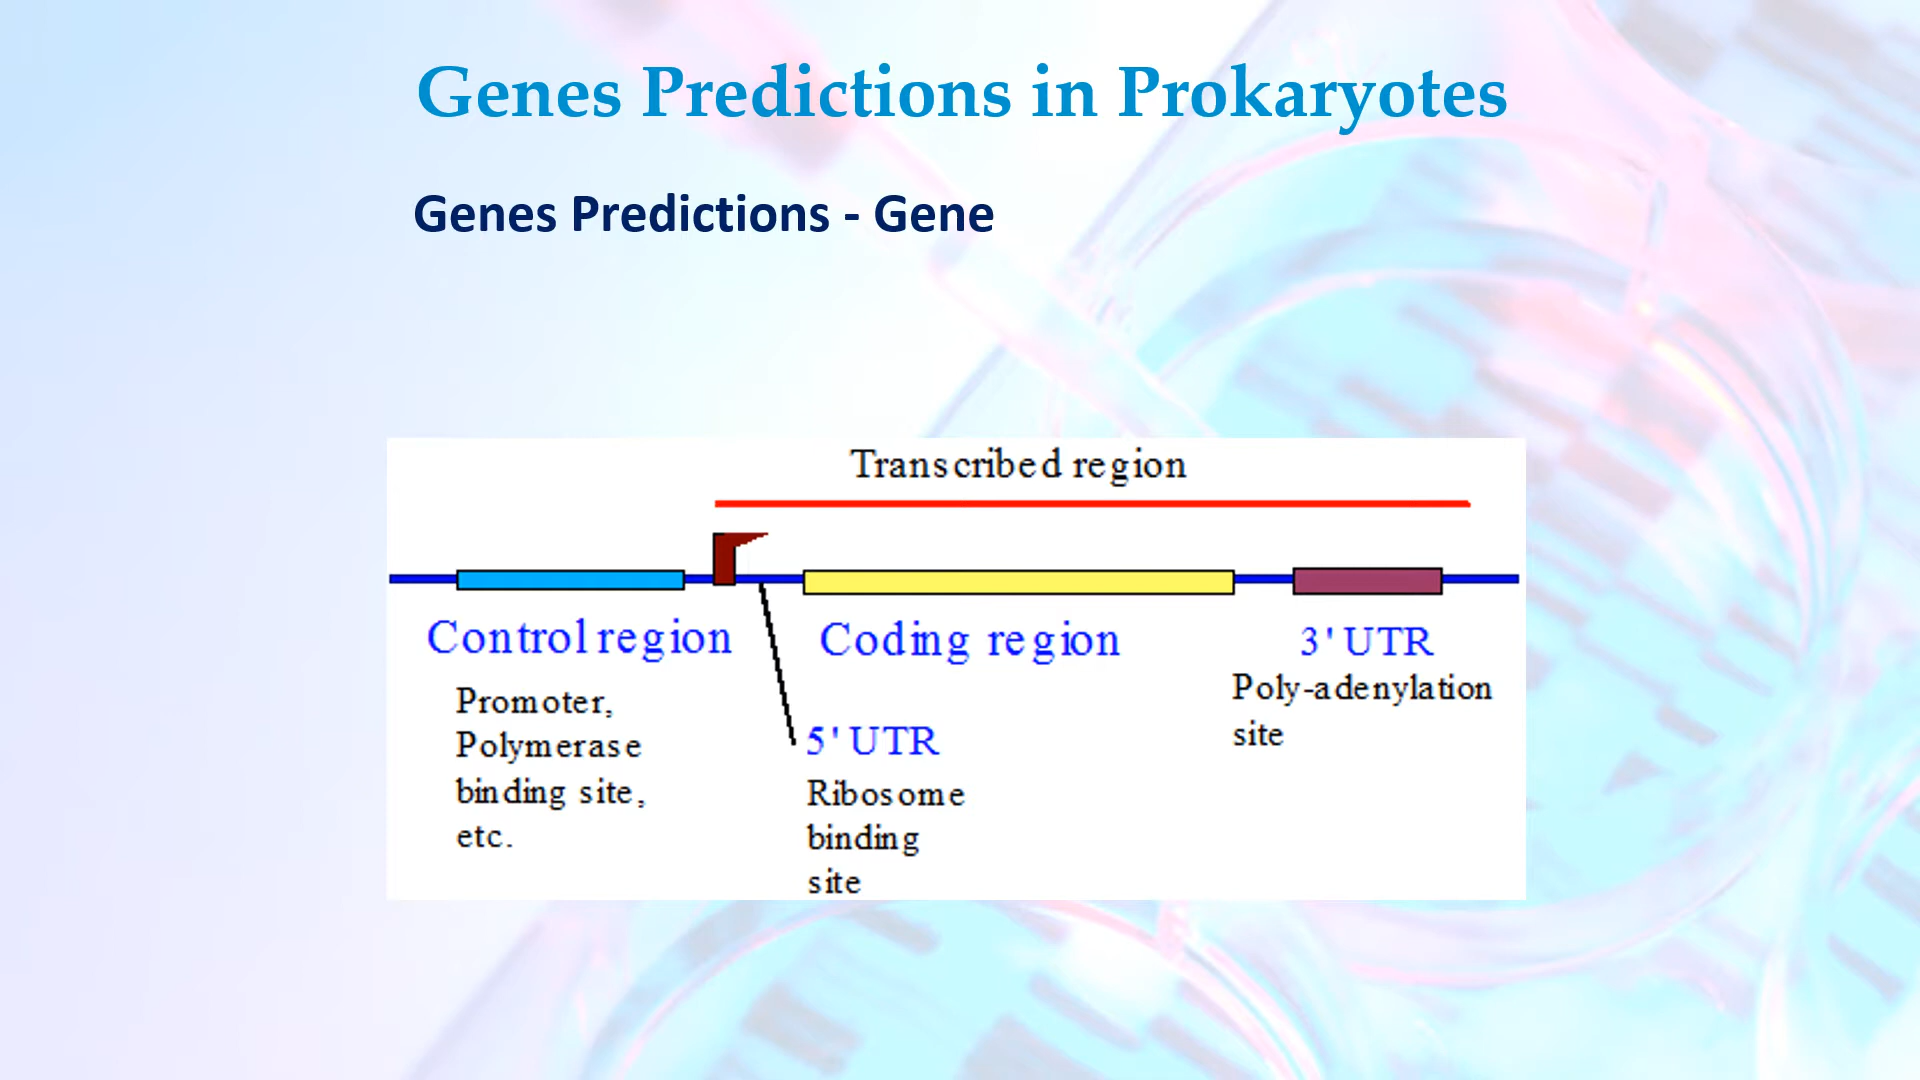 Genes Predictions in Prokaryotes
Genes Predictions - Gene
Transcribed region
Control region
Promoter,
Polymerase
binding site,
etc.
5' UTR
Ribosome
binding
site
Coding region
3' UTR
Poly-adenylation
site